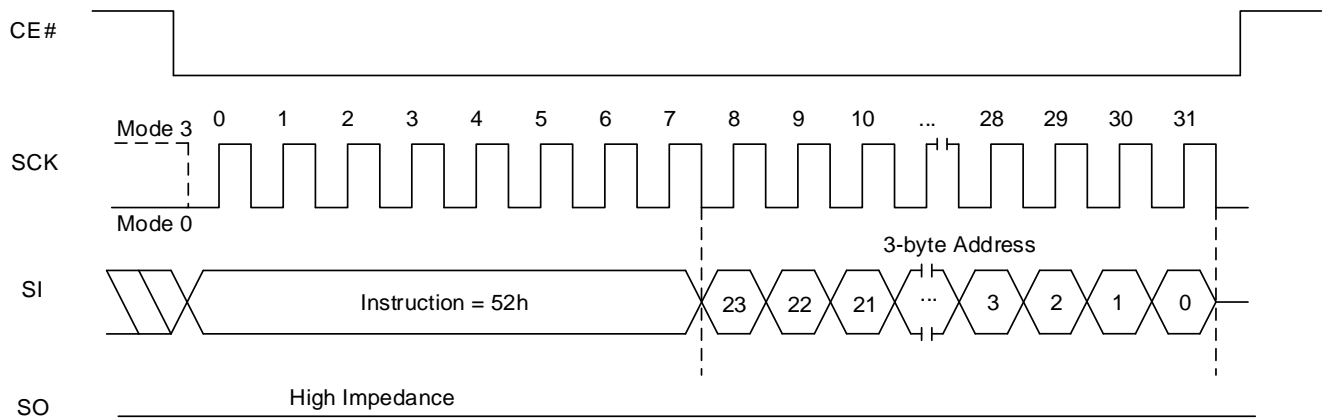 CE#
0 1 2 3 4 5 6 7 8 9 10 ... 28 29 30 31
Mode 3
SCK
Mode 0
3-byte Address
SI
Instruction = 52h 23 22 21 ... 3 2 1 0
High Impedance
SO